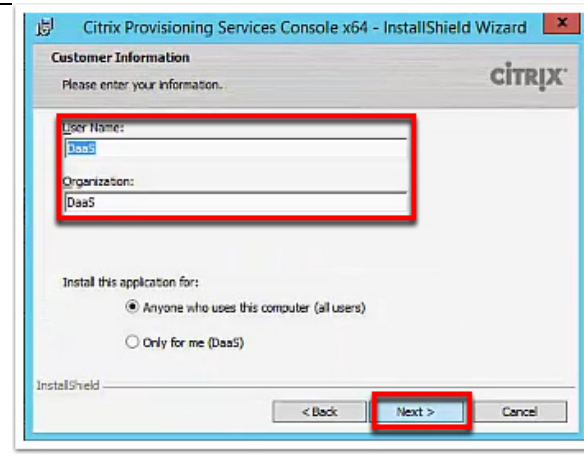 Citrix Provisioning Services Console x64 - InstallShield Wizard
Customer Information
Please enter your information.
CITRIX
User Name:
DaaS
Organization:
DaaS
Install this application for:
Anyone who uses this computer (all users)
Only for me (DaaS)
InstallShield
< Back
Next >
Cancel